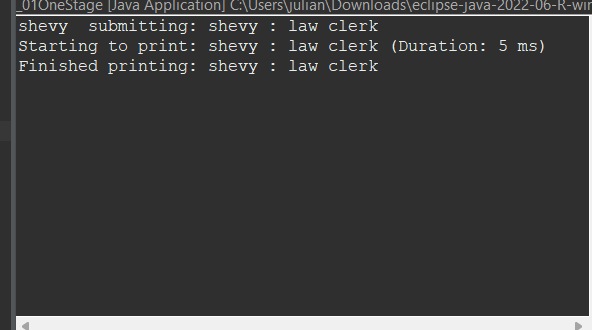 _01OneStage [Java Application] C:\Users\julian\Downloads\eclipse-java-2022-06-R-wi
shevy  submitting: shevy : law clerk
Starting to print: shevy : law clerk (Duration: 5 ms)
Finished printing: shevy : law clerk